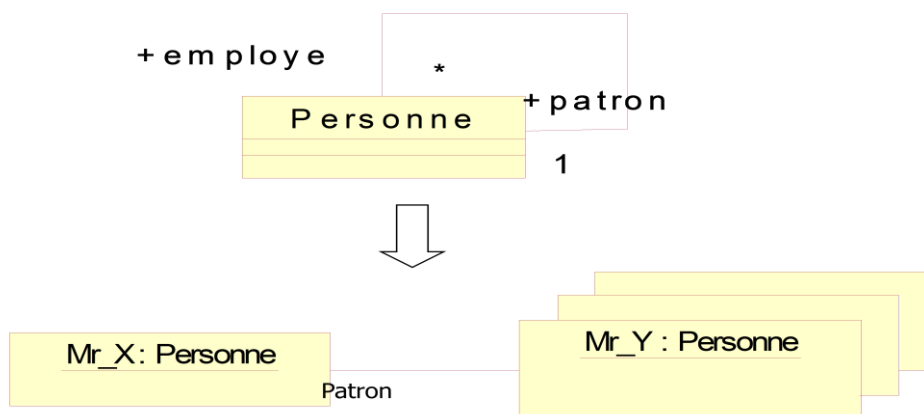 +employe
*
+patron
Personne
1
Mr_X: Personne
Mr_Y : Personne
Patron